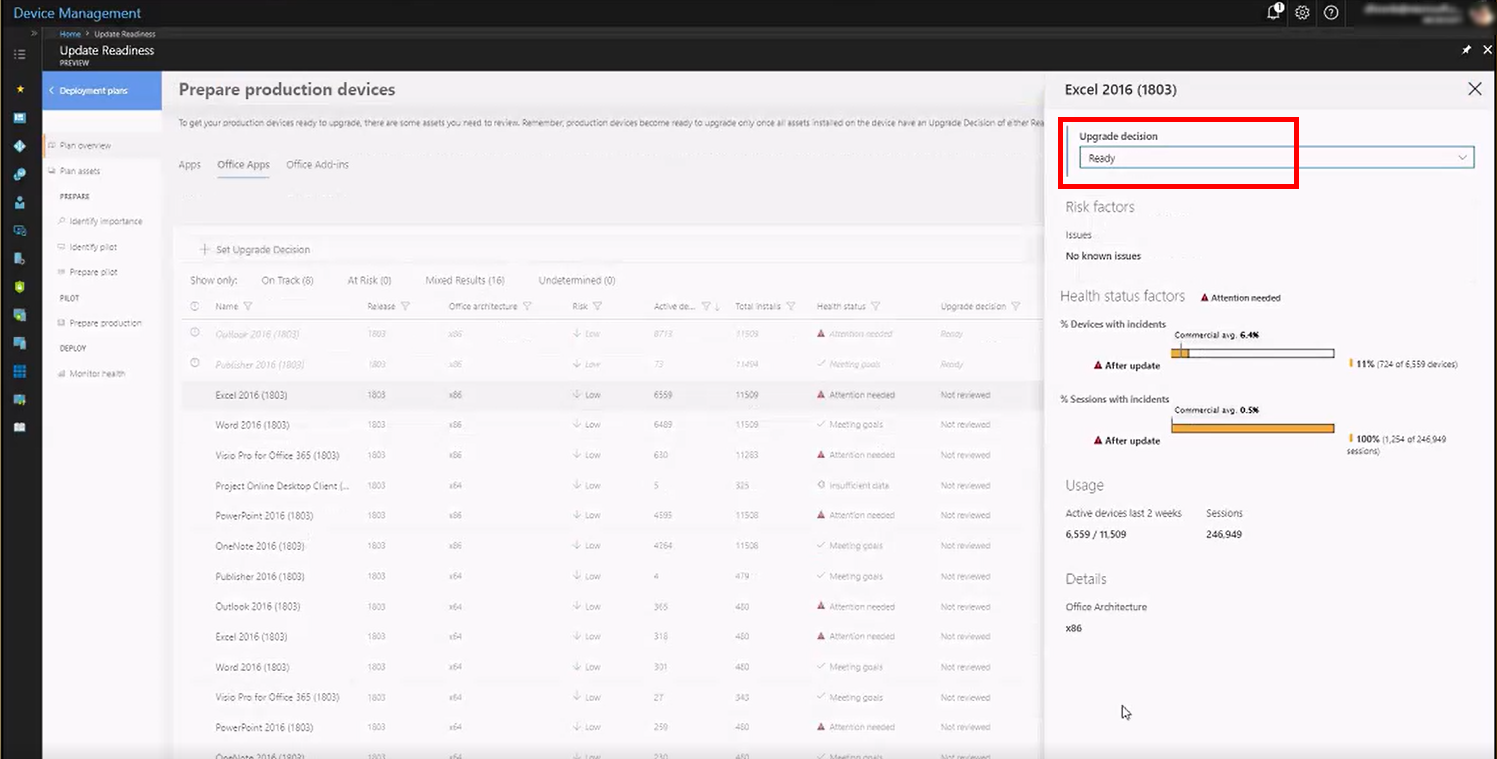 Device Management
1
Home > Update Readiness
Update Readiness
PREVIEW
Deployment plans
Plan overview
Plan assets
PREPARE
Identify importance
Identify pilot
Prepare pilot
PILOT
Prepare production
DEPLOY
Monitor health
Prepare production devices
To get your production devices ready to upgrade, there are some assets you need to review. Remember, production devices become ready to upgrade only once all assets installed on the device have an Upgrade Decision of either Rea
Apps Office Apps Office Add-ins
+ Set Upgrade Decision
Show only: On Track (8) At Risk (0) Mixed Results (16) Undetermined (0)
Name Release Office architecture Risk Active de... Total installs Health status Upgrade decision
Outlook 2016 (1803) 1803 x86 Low 8713 11509 Attention needed Ready
Publisher 2016 (1803) 1803 x86 Low 73 11494 Meeting goals Ready
Excel 2016 (1803) 1803 x86 Low 6559 11509 Attention needed Not reviewed
Word 2016 (1803) 1803 x86 Low 6489 11509 Meeting goals Not reviewed
Visio Pro for Office 365 (1803) 1803 x86 Low 630 11283 Attention needed Not reviewed
Project Online Desktop Client (... 1803 x64 Low 5 325 Insufficient data Not reviewed
PowerPoint 2016 (1803) 1803 x86 Low 4595 11508 Attention needed Not reviewed
OneNote 2016 (1803) 1803 x86 Low 4264 11508 Meeting goals Not reviewed
Publisher 2016 (1803) 1803 x64 Low 4 479 Meeting goals Not reviewed
Outlook 2016 (1803) 1803 x64 Low 365 480 Attention needed Not reviewed
Excel 2016 (1803) 1803 x64 Low 318 480 Attention needed Not reviewed
Word 2016 (1803) 1803 x64 Low 301 480 Meeting goals Not reviewed
Visio Pro for Office 365 (1803) 1803 x64 Low 27 343 Meeting goals Not reviewed
PowerPoint 2016 (1803) 1803 x64 Low 259 480 Attention needed Not reviewed
OneNote 2016 (1803) 1803 x64 Low 230 480 Meeting goals Not reviewed
Excel 2016 (1803)
Upgrade decision
Ready
Risk factors
Issues
No known issues
Health status factors Attention needed
% Devices with incidents
Commercial avg. 6.4%
After update
11% (724 of 6,559 devices)
% Sessions with incidents
Commercial avg. 0.5%
After update
100% (1,254 of 246,949
sessions)
Usage
Active devices last 2 weeks Sessions
6,559 / 11,509 246,949
Details
Office Architecture
x86